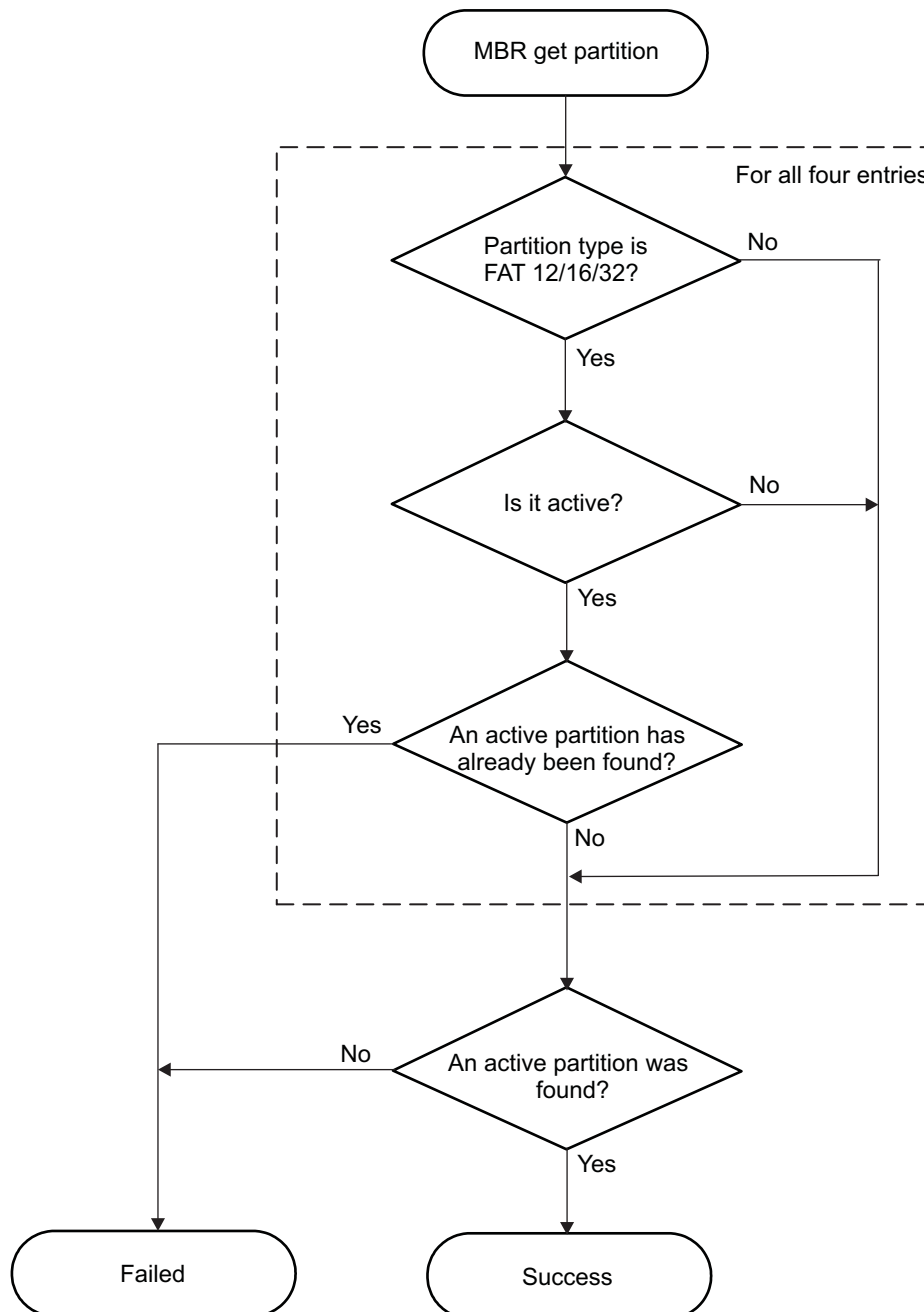 MBR get partition
For all four entries
Partition type is
FAT 12/16/32?
No
Yes
Is it active?
No
Yes
An active partition has
already been found?
Yes
No
An active partition was
found?
No
Yes
Failed
Success